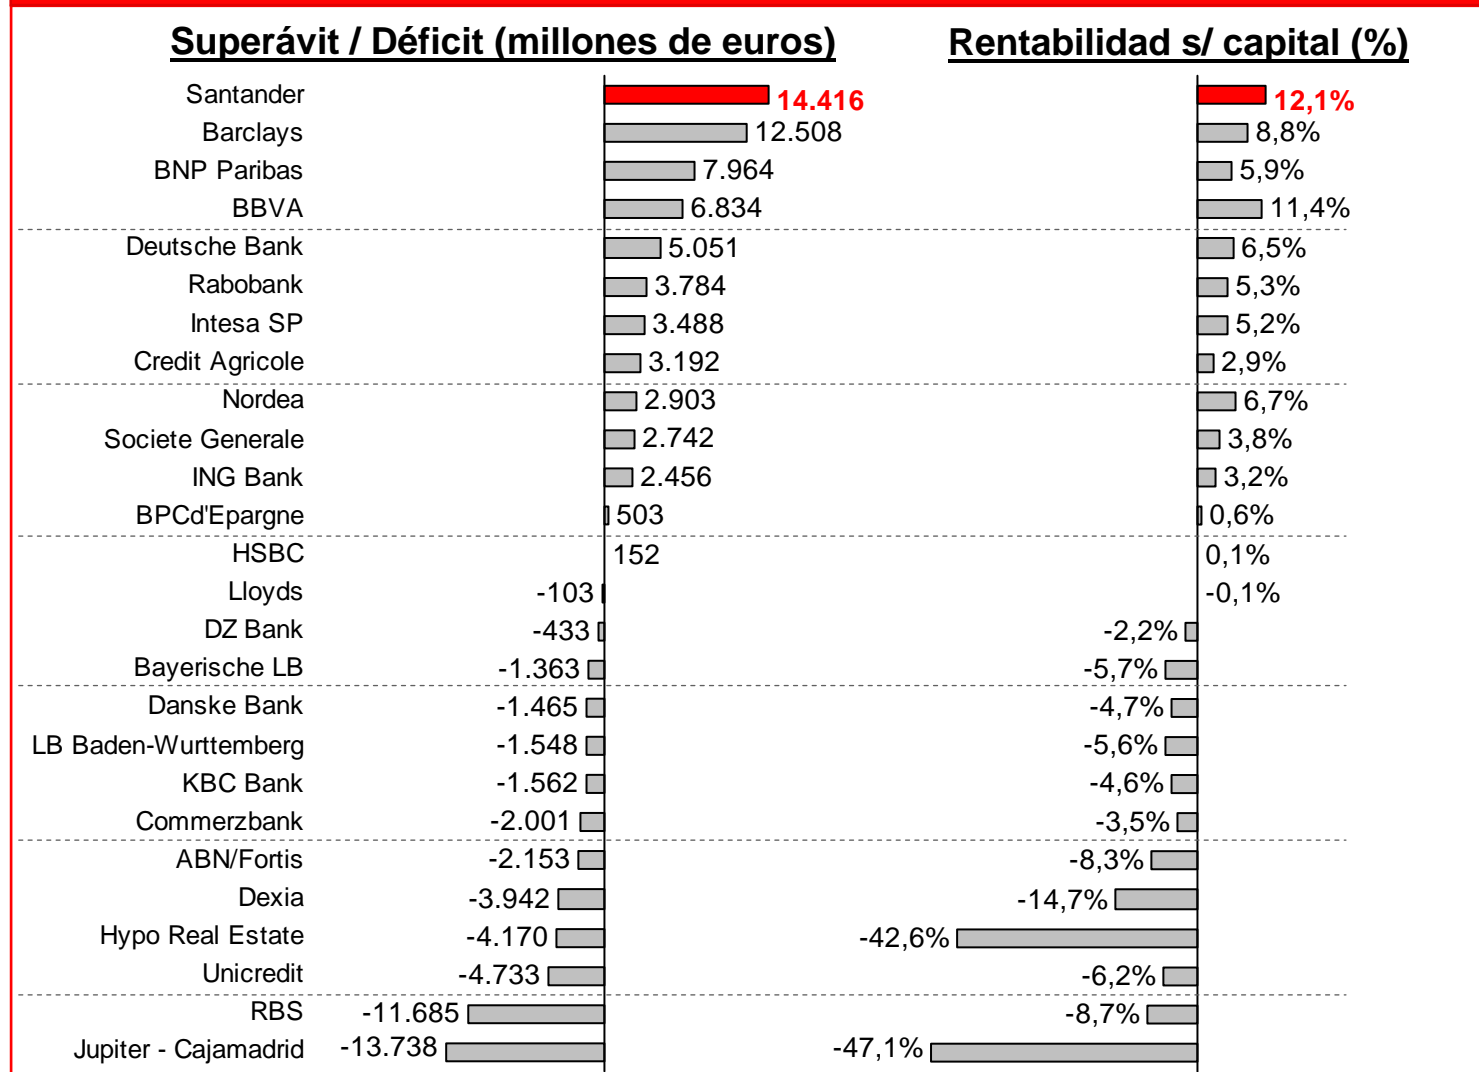 Superávit / Déficit (millones de euros) Rentabilidad s/ capital (%)
Santander 14.416 12,1%
Barclays 12.508 8,8%
BNP Paribas 7.964 5,9%
BBVA 6.834 11,4%
Deutsche Bank 5.051 6,5%
Rabobank 3.784 5,3%
Intesa SP 3.488 5,2%
Credit Agricole 3.192 2,9%
Nordea 2.903 6,7%
Societe Generale 2.742 3,8%
ING Bank 2.456 3,2%
BPCd'Epargne 503 0,6%
HSBC 152 0,1%
Lloyds -103 -0,1%
DZ Bank -433 -2,2%
Bayerische LB -1.363 -5,7%
Danske Bank -1.465 -4,7%
LB Baden-Wurttemberg -1.548 -5,6%
KBC Bank -1.562 -4,6%
Commerzbank -2.001 -3,5%
ABN/Fortis -2.153 -8,3%
Dexia -3.942 -14,7%
Hypo Real Estate -4.170 -42,6%
Unicredit -4.733 -6,2%
RBS -11.685 -8,7%
Jupiter - Cajamadrid -13.738 -47,1%